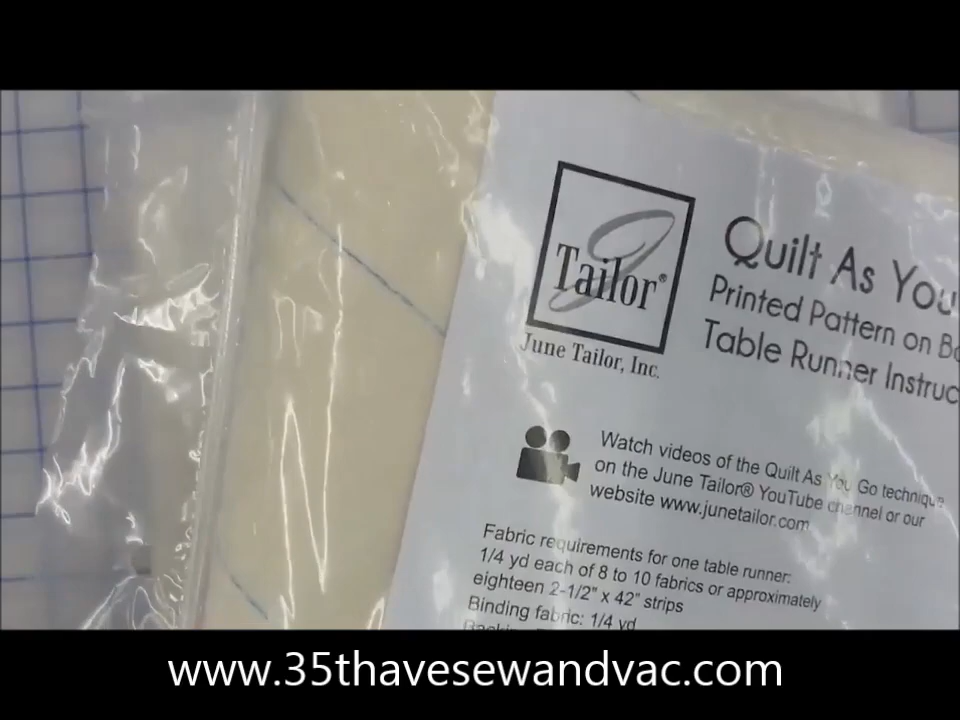 Tailor®
June Tailor, Inc.
Quilt As You
Printed Pattern on
Table Runner
Watch videos of the Quilt As You Go technique
on the June Tailor® YouTube channel or our
website www.junetailor.com
Fabric requirements for one table runner:
1/4 yd each of 8 to 10 fabrics or approximately
eighteen 2-1/2" x 42" strips
Binding fabric: 1/4 yd
www.35thavesewandvac.com